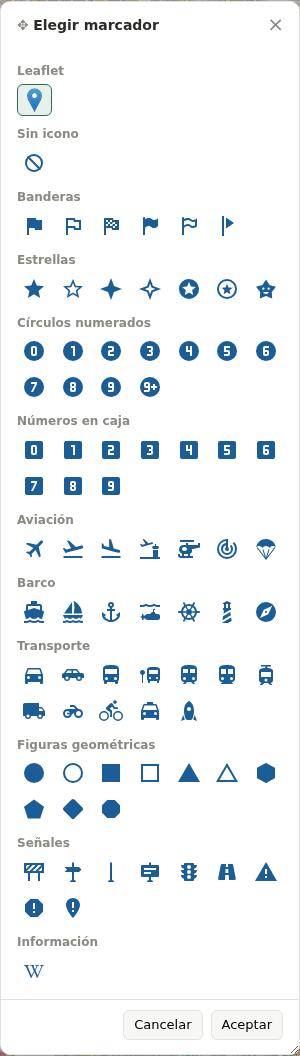 Elegir marcador
Leaflet
Sin icono
Banderas
Estrellas
Círculos numerados
0 1 2 3 4 5 6
7 8 9 9+
Números en caja
0 1 2 3 4 5 6
7 8 9
Aviación
Barco
Transporte
Figuras geométricas
Señales
Información
W
Cancelar Aceptar